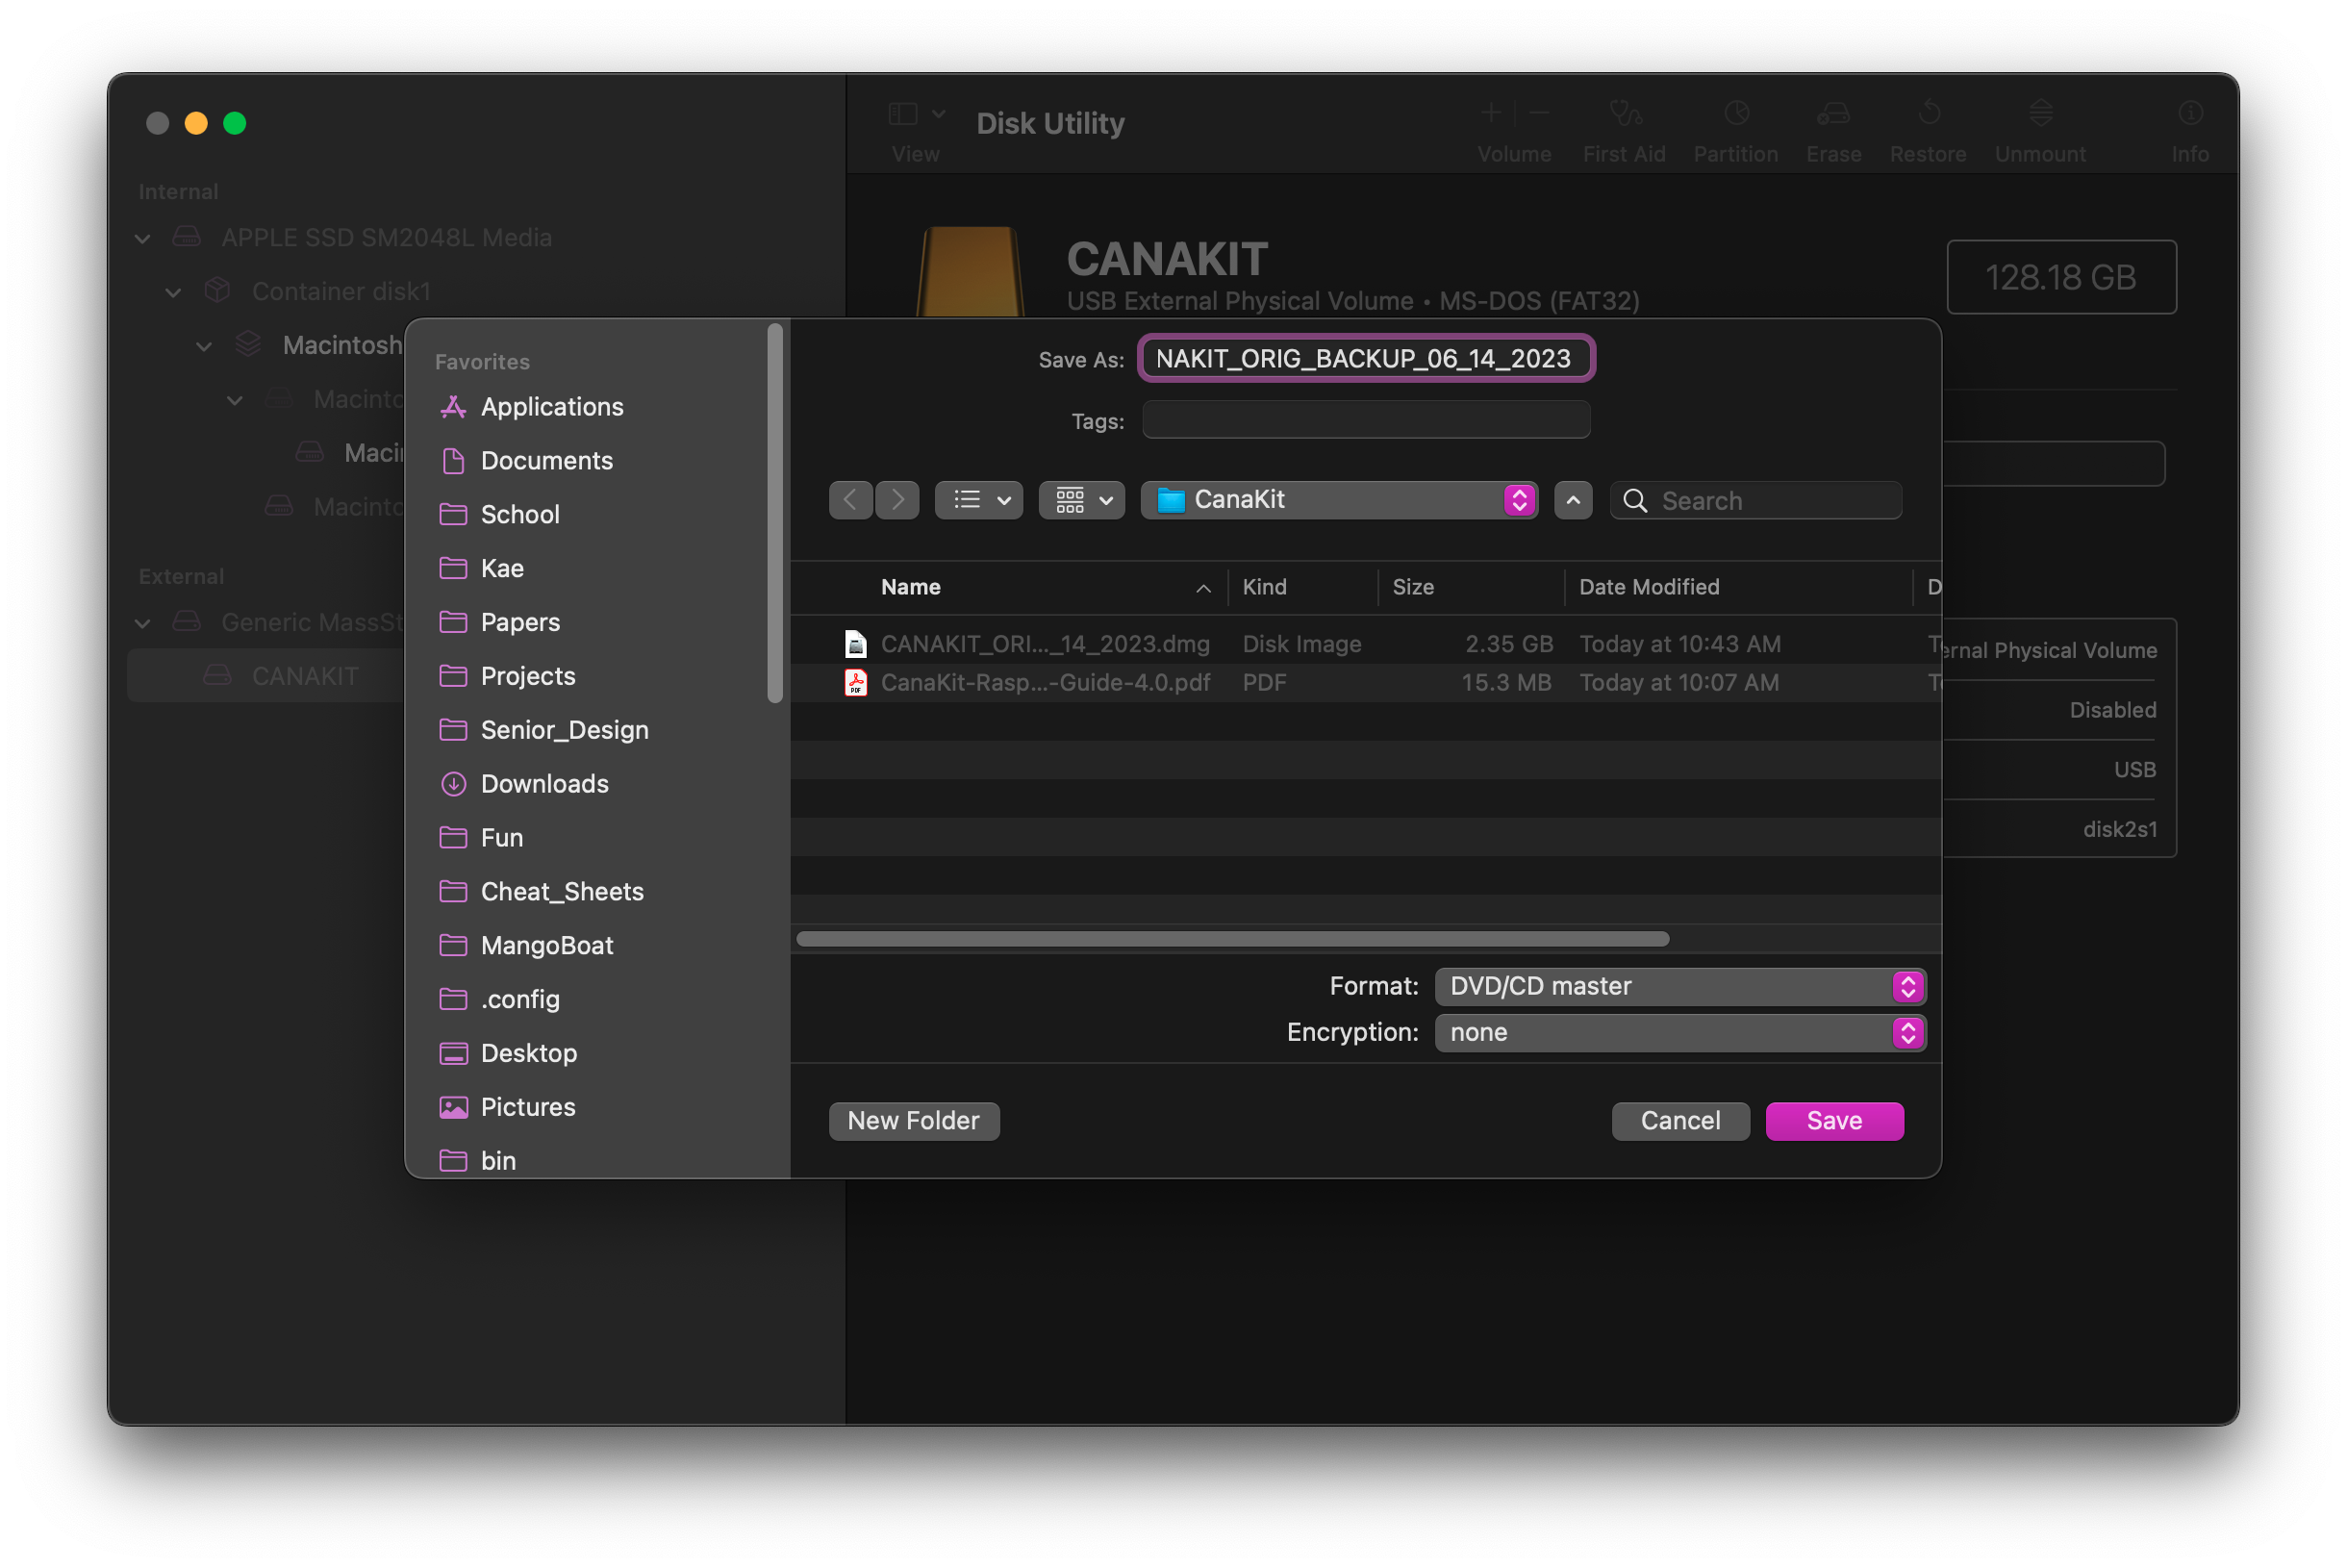 Disk Utility
View
Volume
First Aid
Partition
Erase
Restore
Unmount
Info
Internal
APPLE SSD SM2048L Media
Container disk1
Macintosh
Macinto
Macin
Macinto
External
Generic MassSt
CANAKIT
CANAKIT
USB External Physical Volume • MS-DOS (FAT32)
128.18 GB
Favorites
Applications
Documents
School
Kae
Papers
Projects
Senior_Design
Downloads
Fun
Cheat_Sheets
MangoBoat
.config
Desktop
Pictures
bin
Save As: NAKIT_ORIG_BACKUP_06_14_2023
Tags:
CanaKit
Search
Name Kind Size Date Modified D
CANAKIT_ORI..._14_2023.dmg Disk Image 2.35 GB Today at 10:43 AM
CanaKit-Rasp...-Guide-4.0.pdf PDF 15.3 MB Today at 10:07 AM
Format: DVD/CD master
Encryption: none
New Folder
Cancel
Save
ernal Physical Volume
Disabled
USB
disk2s1